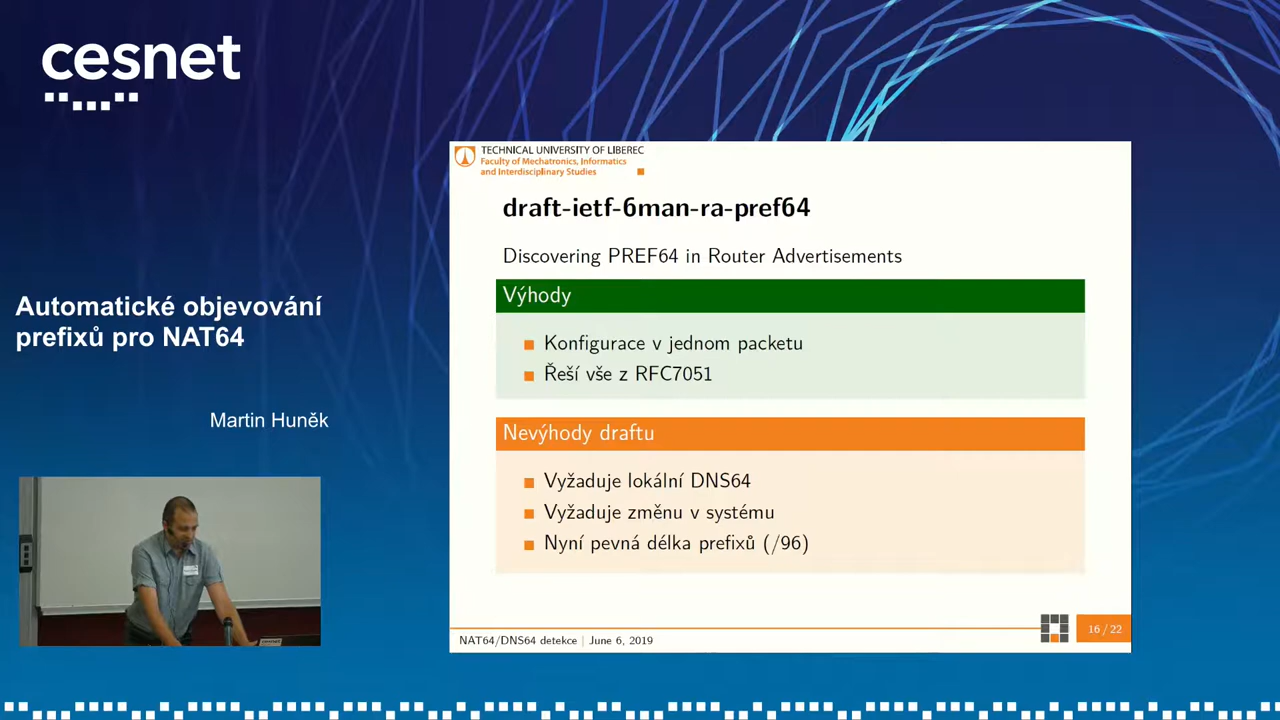 cesnet
TECHNICAL UNIVERSITY OF LIBEREC
Faculty of Mechatronics, Informatics
and Interdisciplinary Studies
draft-ietf-6man-ra-pref64
Discovering PREF64 in Router Advertisements
Výhody
Konfigurace v jednom packetu
Řeší vše z RFC7051
Nevýhody draftu
Vyžaduje lokální DNS64
Vyžaduje změnu v systému
Nyní pevná délka prefixů (/96)
NAT64/DNS64 detekce | June 6, 2019
16 / 22
Automatické objevování
prefixů pro NAT64
Martin Huněk